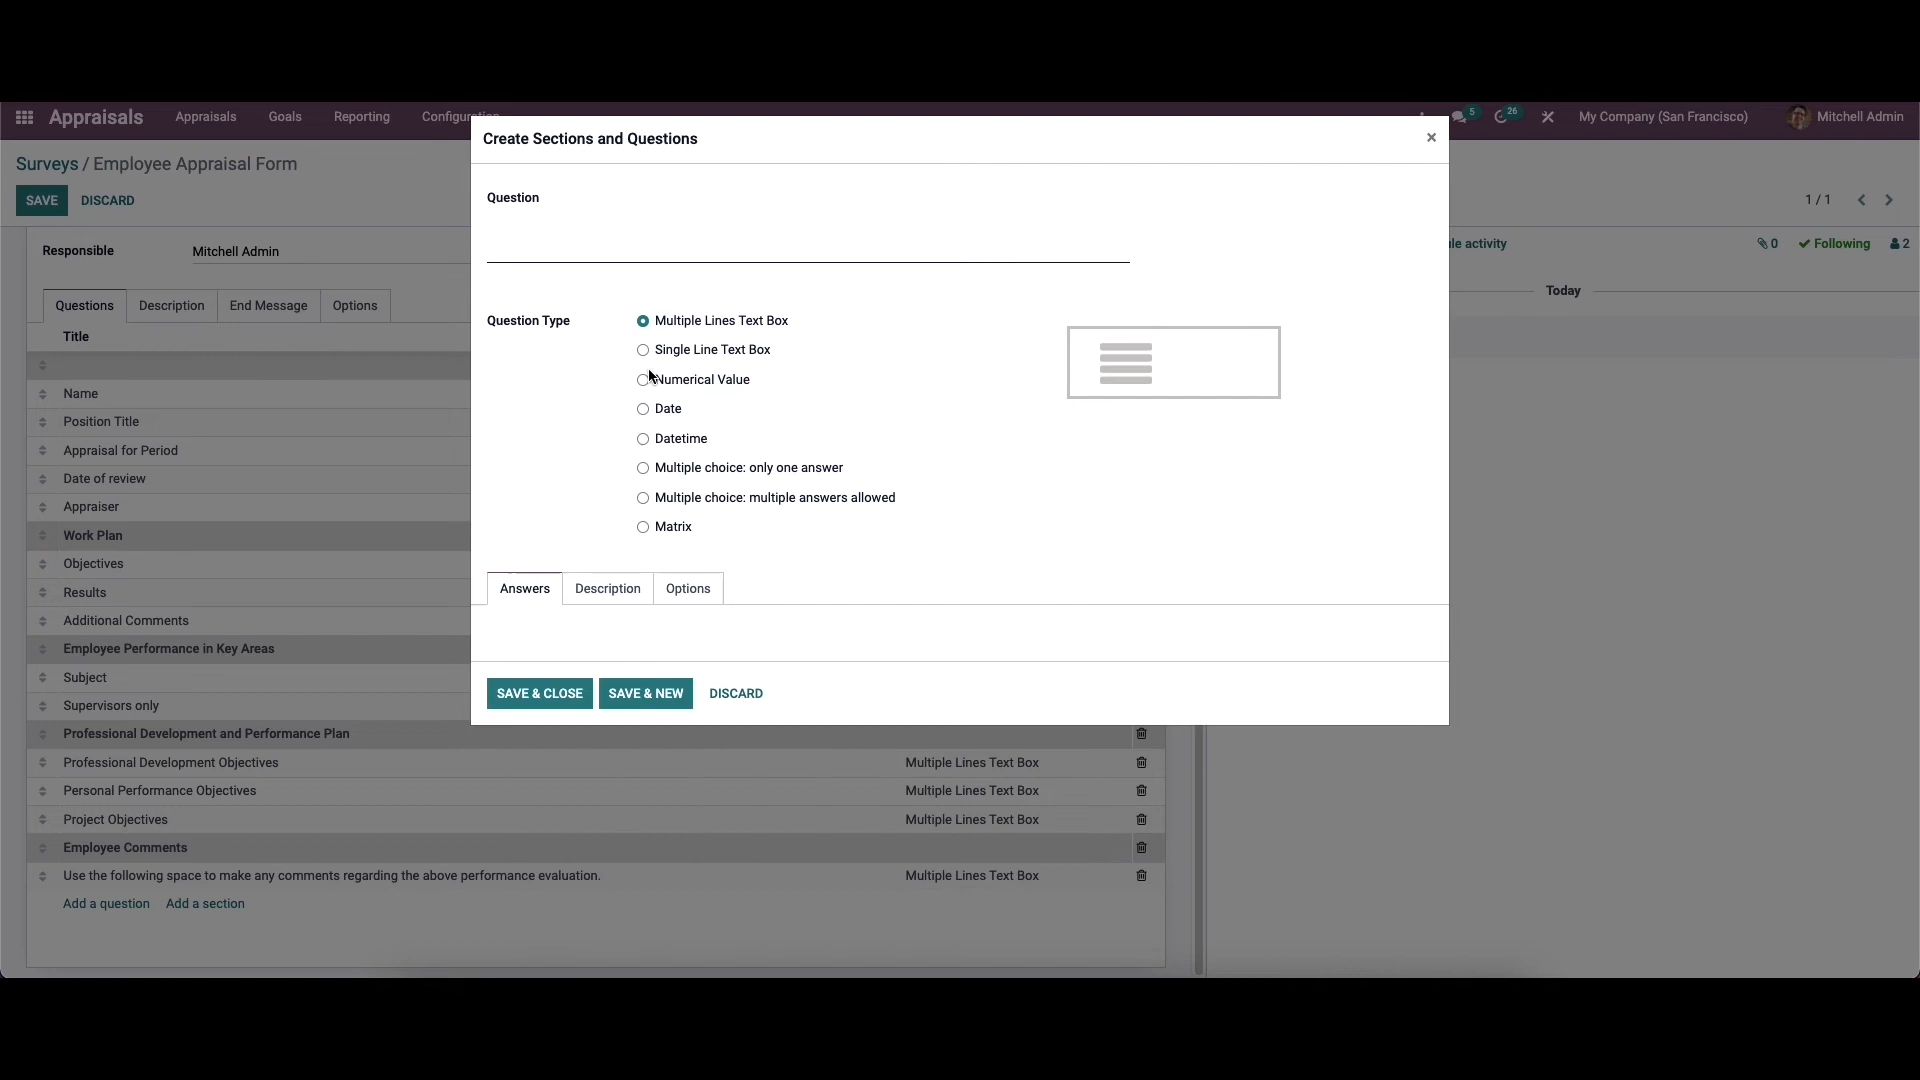 Appraisals Appraisals Goals Reporting 5 26 My Company (San Francisco) Mitchell Admin
Surveys / Employee Appraisal Form
SAVE DISCARD 1 / 1
Responsible Mitchell Admin
Questions Description End Message Options
Title
Name
Position Title
Appraisal for Period
Date of review
Appraiser
Work Plan
Objectives
Results
Additional Comments
Employee Performance in Key Areas
Subject
Supervisors only
Professional Development and Performance Plan
Professional Development Objectives Multiple Lines Text Box
Personal Performance Objectives Multiple Lines Text Box
Project Objectives Multiple Lines Text Box
Employee Comments
Use the following space to make any comments regarding the above performance evaluation. Multiple Lines Text Box
Add a question Add a section
Create Sections and Questions ×
Question
Question Type
Multiple Lines Text Box
Single Line Text Box
Numerical Value
Date
Datetime
Multiple choice: only one answer
Multiple choice: multiple answers allowed
Matrix
Answers Description Options
SAVE & CLOSE SAVE & NEW DISCARD
activity 0 Following 2
Today